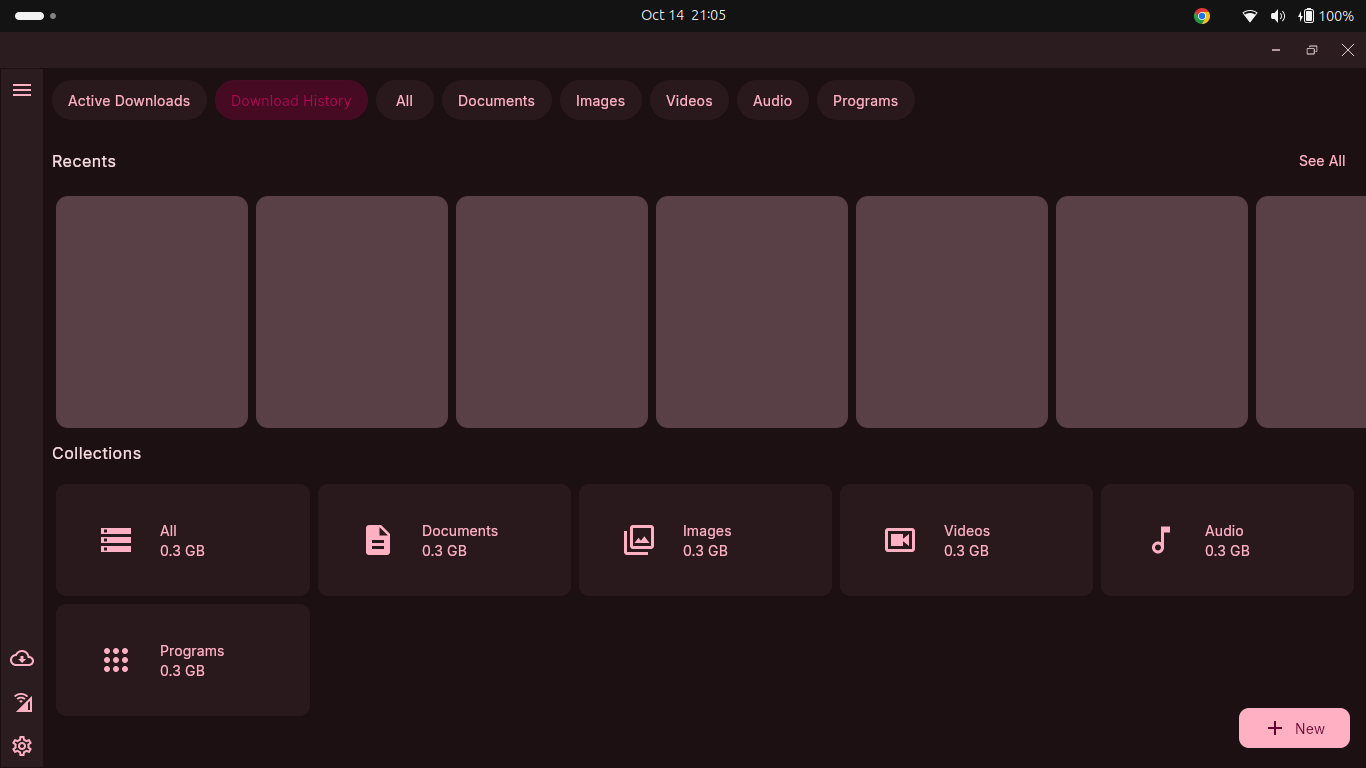 Oct 14 21:05
100%
Active Downloads
Download History
All
Documents
Images
Videos
Audio
Programs
Recents
See All
Collections
All
0.3 GB
Documents
0.3 GB
Images
0.3 GB
Videos
0.3 GB
Audio
0.3 GB
Programs
0.3 GB
New